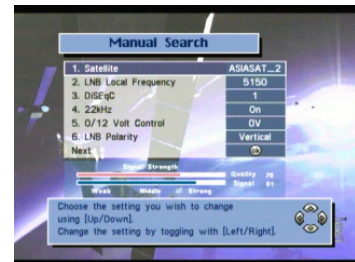 Manual Search
1. Satellite ASIASAT_2
2. LNB Local Frequency 5150
3. DiSEqC 1
4. 22kHz On
5. 0/12 Volt Control 0V
6. LNB Polarity Vertical
Next ok
Signal Strength
Quality 76
Weak Middle Strong Signal 81
Choose the setting you wish to change
using [Up/Down].
Change the setting by toggling with [Left/Right].